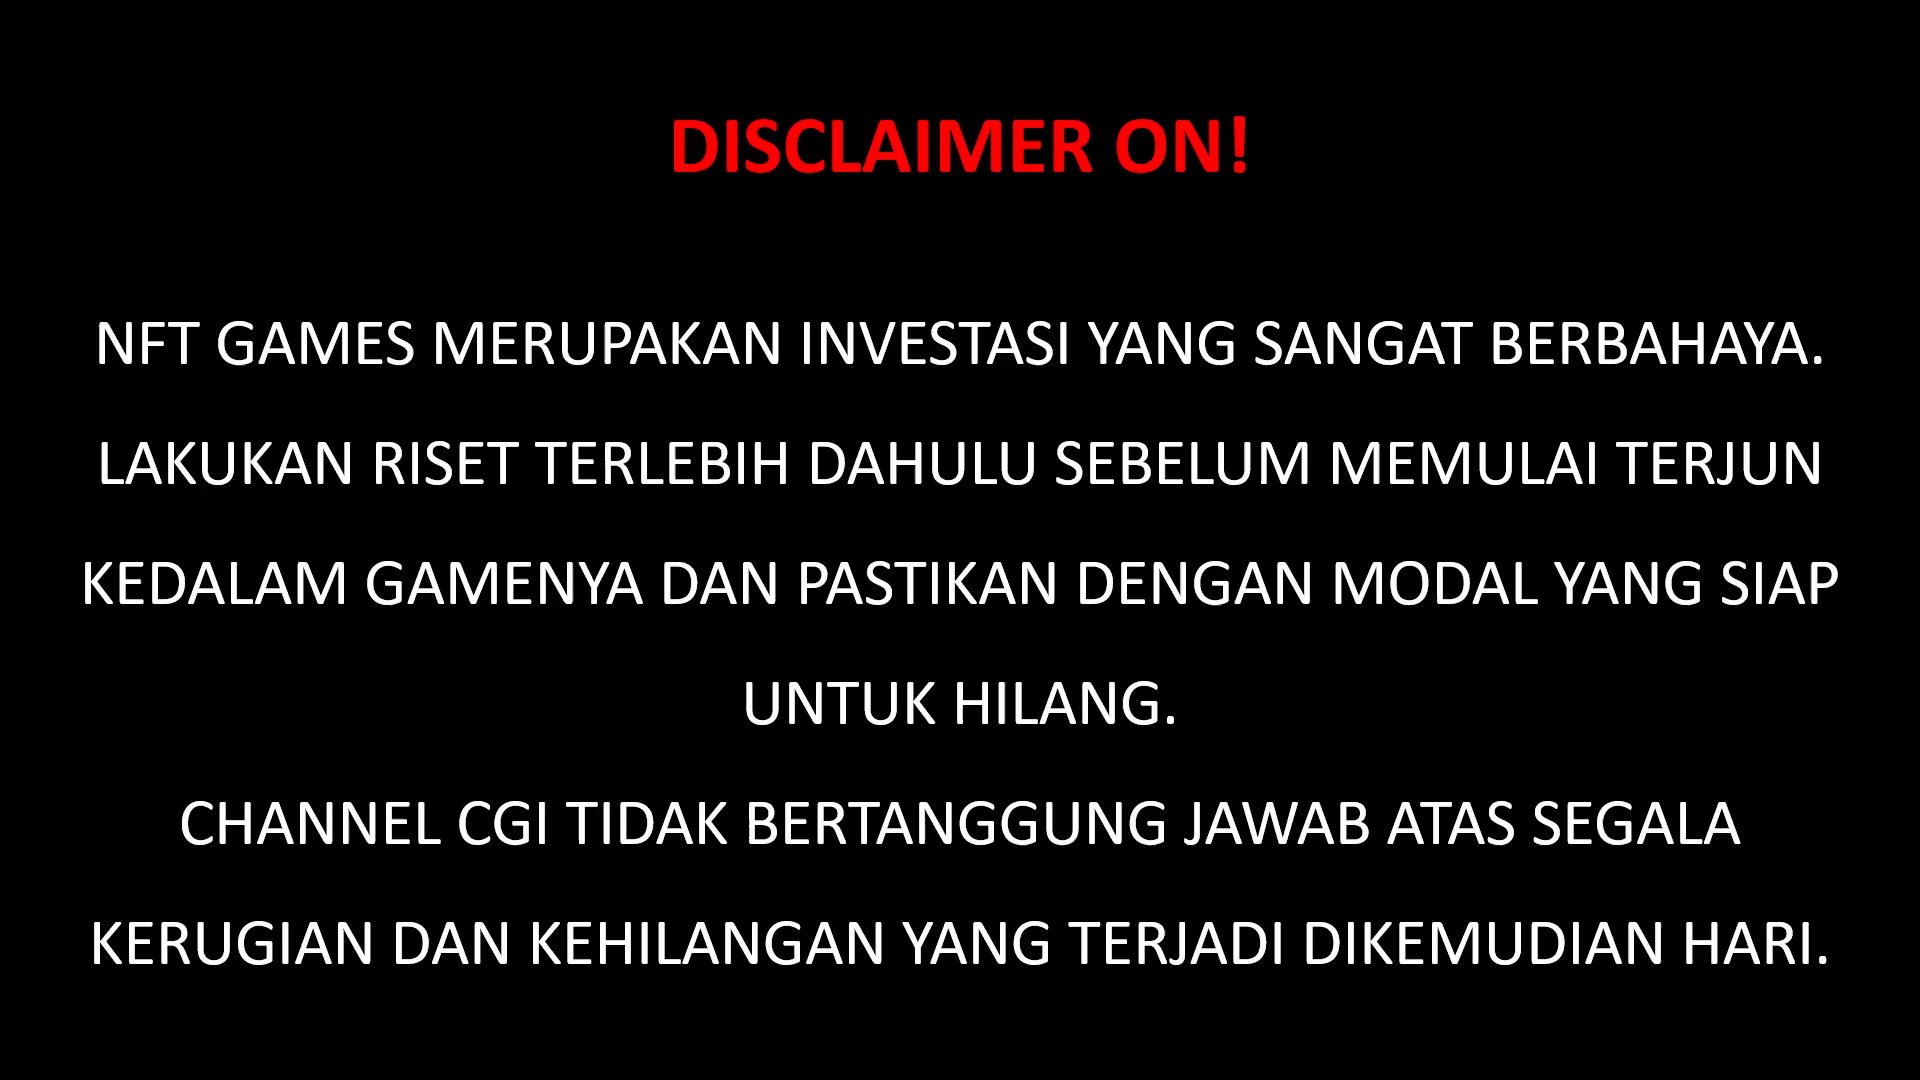 DISCLAIMER ON!
NFT GAMES MERUPAKAN INVESTASI YANG SANGAT BERBAHAYA.
LAKUKAN RISET TERLEBIH DAHULU SEBELUM MEMULAI TERJUN
KEDALAM GAMENYA DAN PASTIKAN DENGAN MODAL YANG SIAP
UNTUK HILANG.
CHANNEL CGI TIDAK BERTANGGUNG JAWAB ATAS SEGALA
KERUGIAN DAN KEHILANGAN YANG TERJADI DIKEMUDIAN HARI.